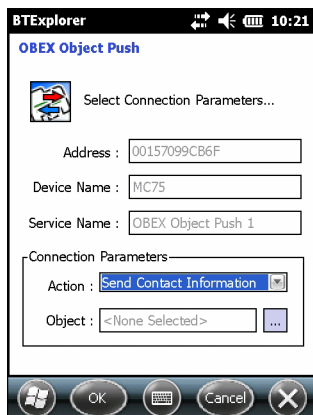 BTExplorer 10:21
OBEX Object Push
Select Connection Parameters...
Address : 00157099CB6F
Device Name : MC75
Service Name : OBEX Object Push 1
Connection Parameters
Action : Send Contact Information
Object : <None Selected> ...
OK Cancel